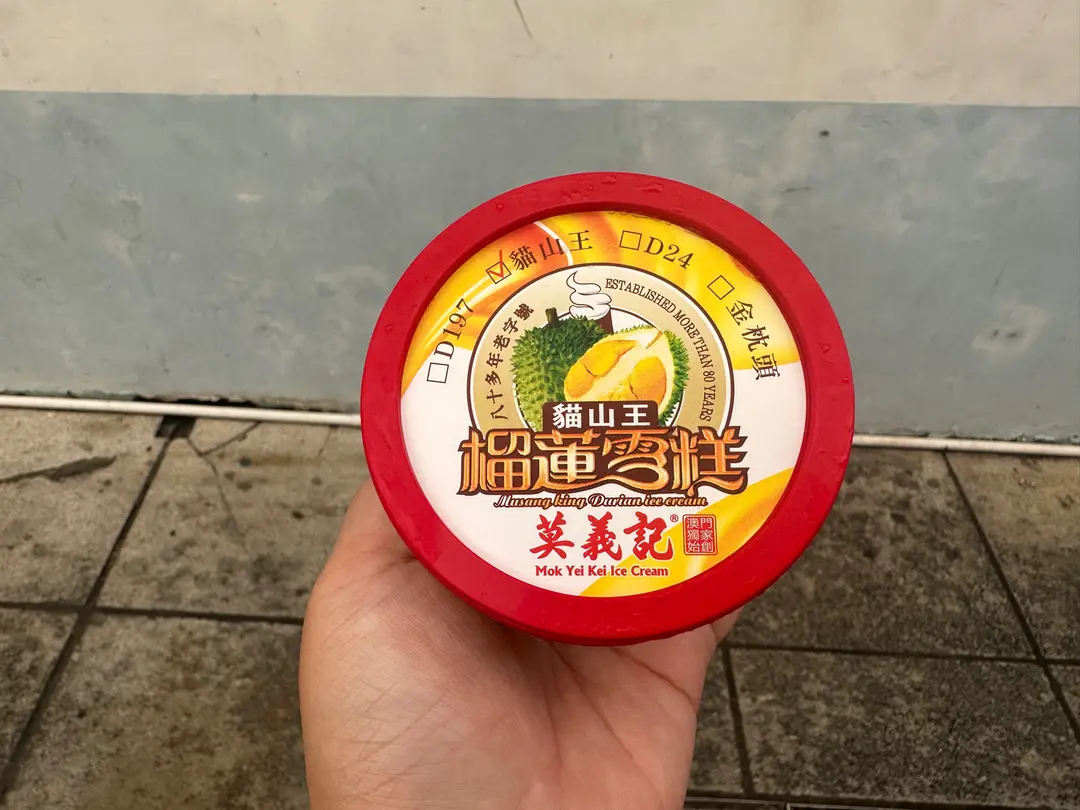 □D197 ☑貓山王 □D24 □金枕頭
八十多年老字號
ESTABLISHED MORE THAN 80 YEARS
貓山王
榴蓮雪糕
Musang king Durian ice cream
莫義記®
澳門
獨家
始創
Mok Yei Kei Ice Cream